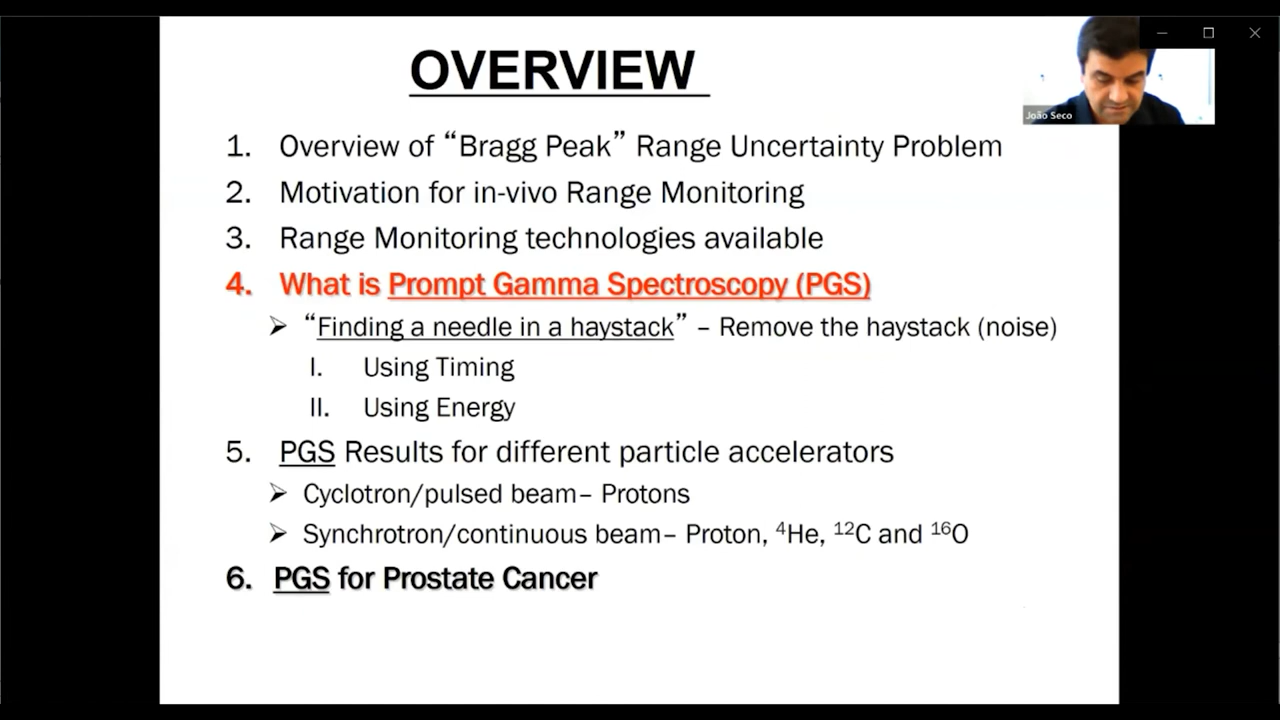 OVERVIEW
João Seco
1. Overview of “Bragg Peak” Range Uncertainty Problem
2. Motivation for in-vivo Range Monitoring
3. Range Monitoring technologies available
4. What is Prompt Gamma Spectroscopy (PGS)
➢ “Finding a needle in a haystack” – Remove the haystack (noise)
I. Using Timing
II. Using Energy
5. PGS Results for different particle accelerators
➢ Cyclotron/pulsed beam– Protons
➢ Synchrotron/continuous beam– Proton, ⁴He, ¹²C and ¹⁶O
6. PGS for Prostate Cancer